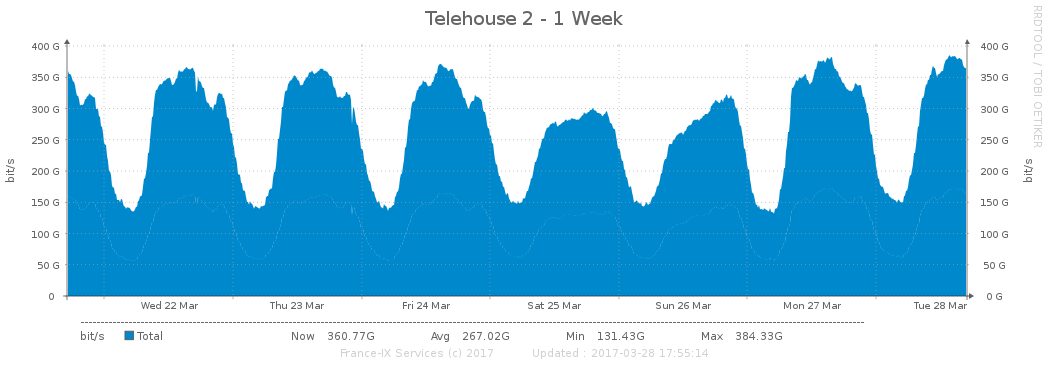 Telehouse 2 - 1 Week
RRDTOOL / TOBI OETIKER
400 G 400 G
350 G 350 G
300 G 300 G
250 G 250 G
200 G 200 G
150 G 150 G
100 G 100 G
50 G 50 G
0 0 G
bit/s bit/s
Wed 22 Mar Thu 23 Mar Fri 24 Mar Sat 25 Mar Sun 26 Mar Mon 27 Mar Tue 28 Mar
bit/s Total Now 360.77G Avg 267.02G Min 131.43G Max 384.33G
France-IX Services (c) 2017 Updated : 2017-03-28 17:55:14